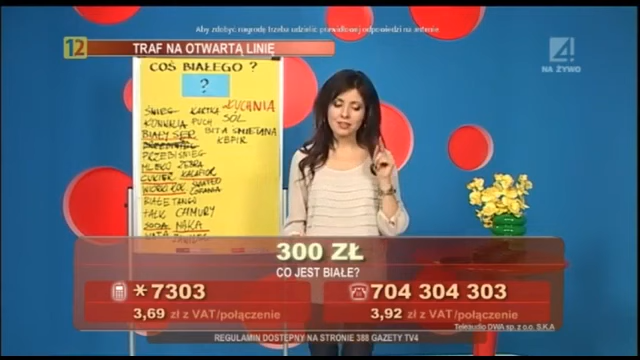 Aby zdobyć nagrodę trzeba udzielić prawidłowej odpowiedzi na antenie
12 TRAF NA OTWARTĄ LINIĘ
4
NA ŻYWO
COŚ BIAŁEGO ?
?
ŚNIEG KARTKA KUCHNIA
KONWALIA PUCH SÓL
BIAŁY SER BITA ŚMIETANA
KEFIR
PRZEBIŚNIEG
MLEKO ZEBRA
CUKIER KALAFIOR
BIAŁE TANGO
TALK CHMURY
SODA MĄKA
WATA
300 ZŁ
CO JEST BIAŁE?
*7303
704 304 303
3,69 zł z VAT/połączenie
3,92 zł z VAT/połączenie
Teleaudio DWA sp. z o.o. S.K.A
REGULAMIN DOSTĘPNY NA STRONIE 388 GAZETY TV4